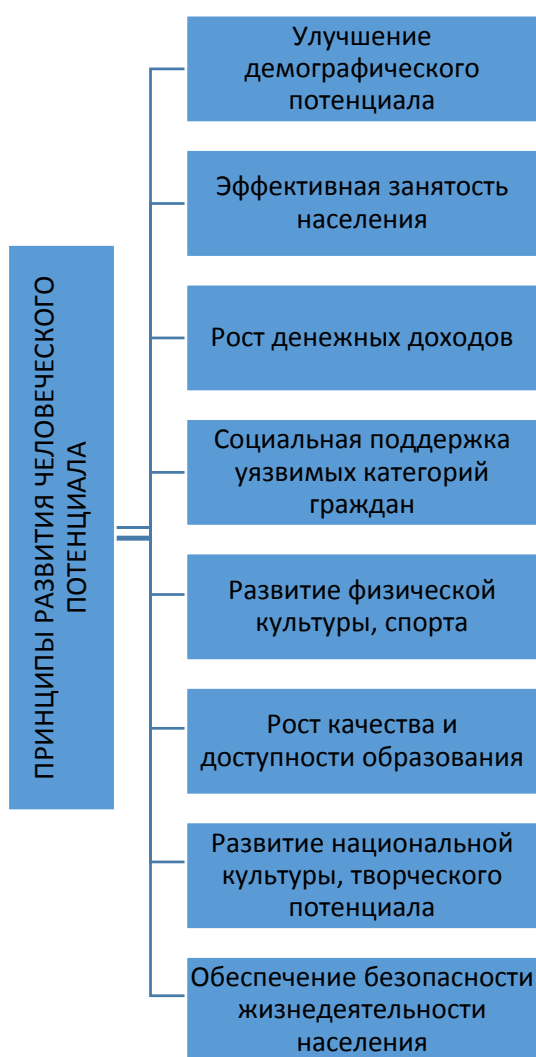 ПРИНЦИПЫ РАЗВИТИЯ ЧЕЛОВЕЧЕСКОГО
ПОТЕНЦИАЛА
Улучшение
демографического
потенциала
Эффективная занятость
населения
Рост денежных доходов
Социальная поддержка
уязвимых категорий
граждан
Развитие физической
культуры, спорта
Рост качества и
доступности образования
Развитие национальной
культуры, творческого
потенциала
Обеспечение безопасности
жизнедеятельности
населения